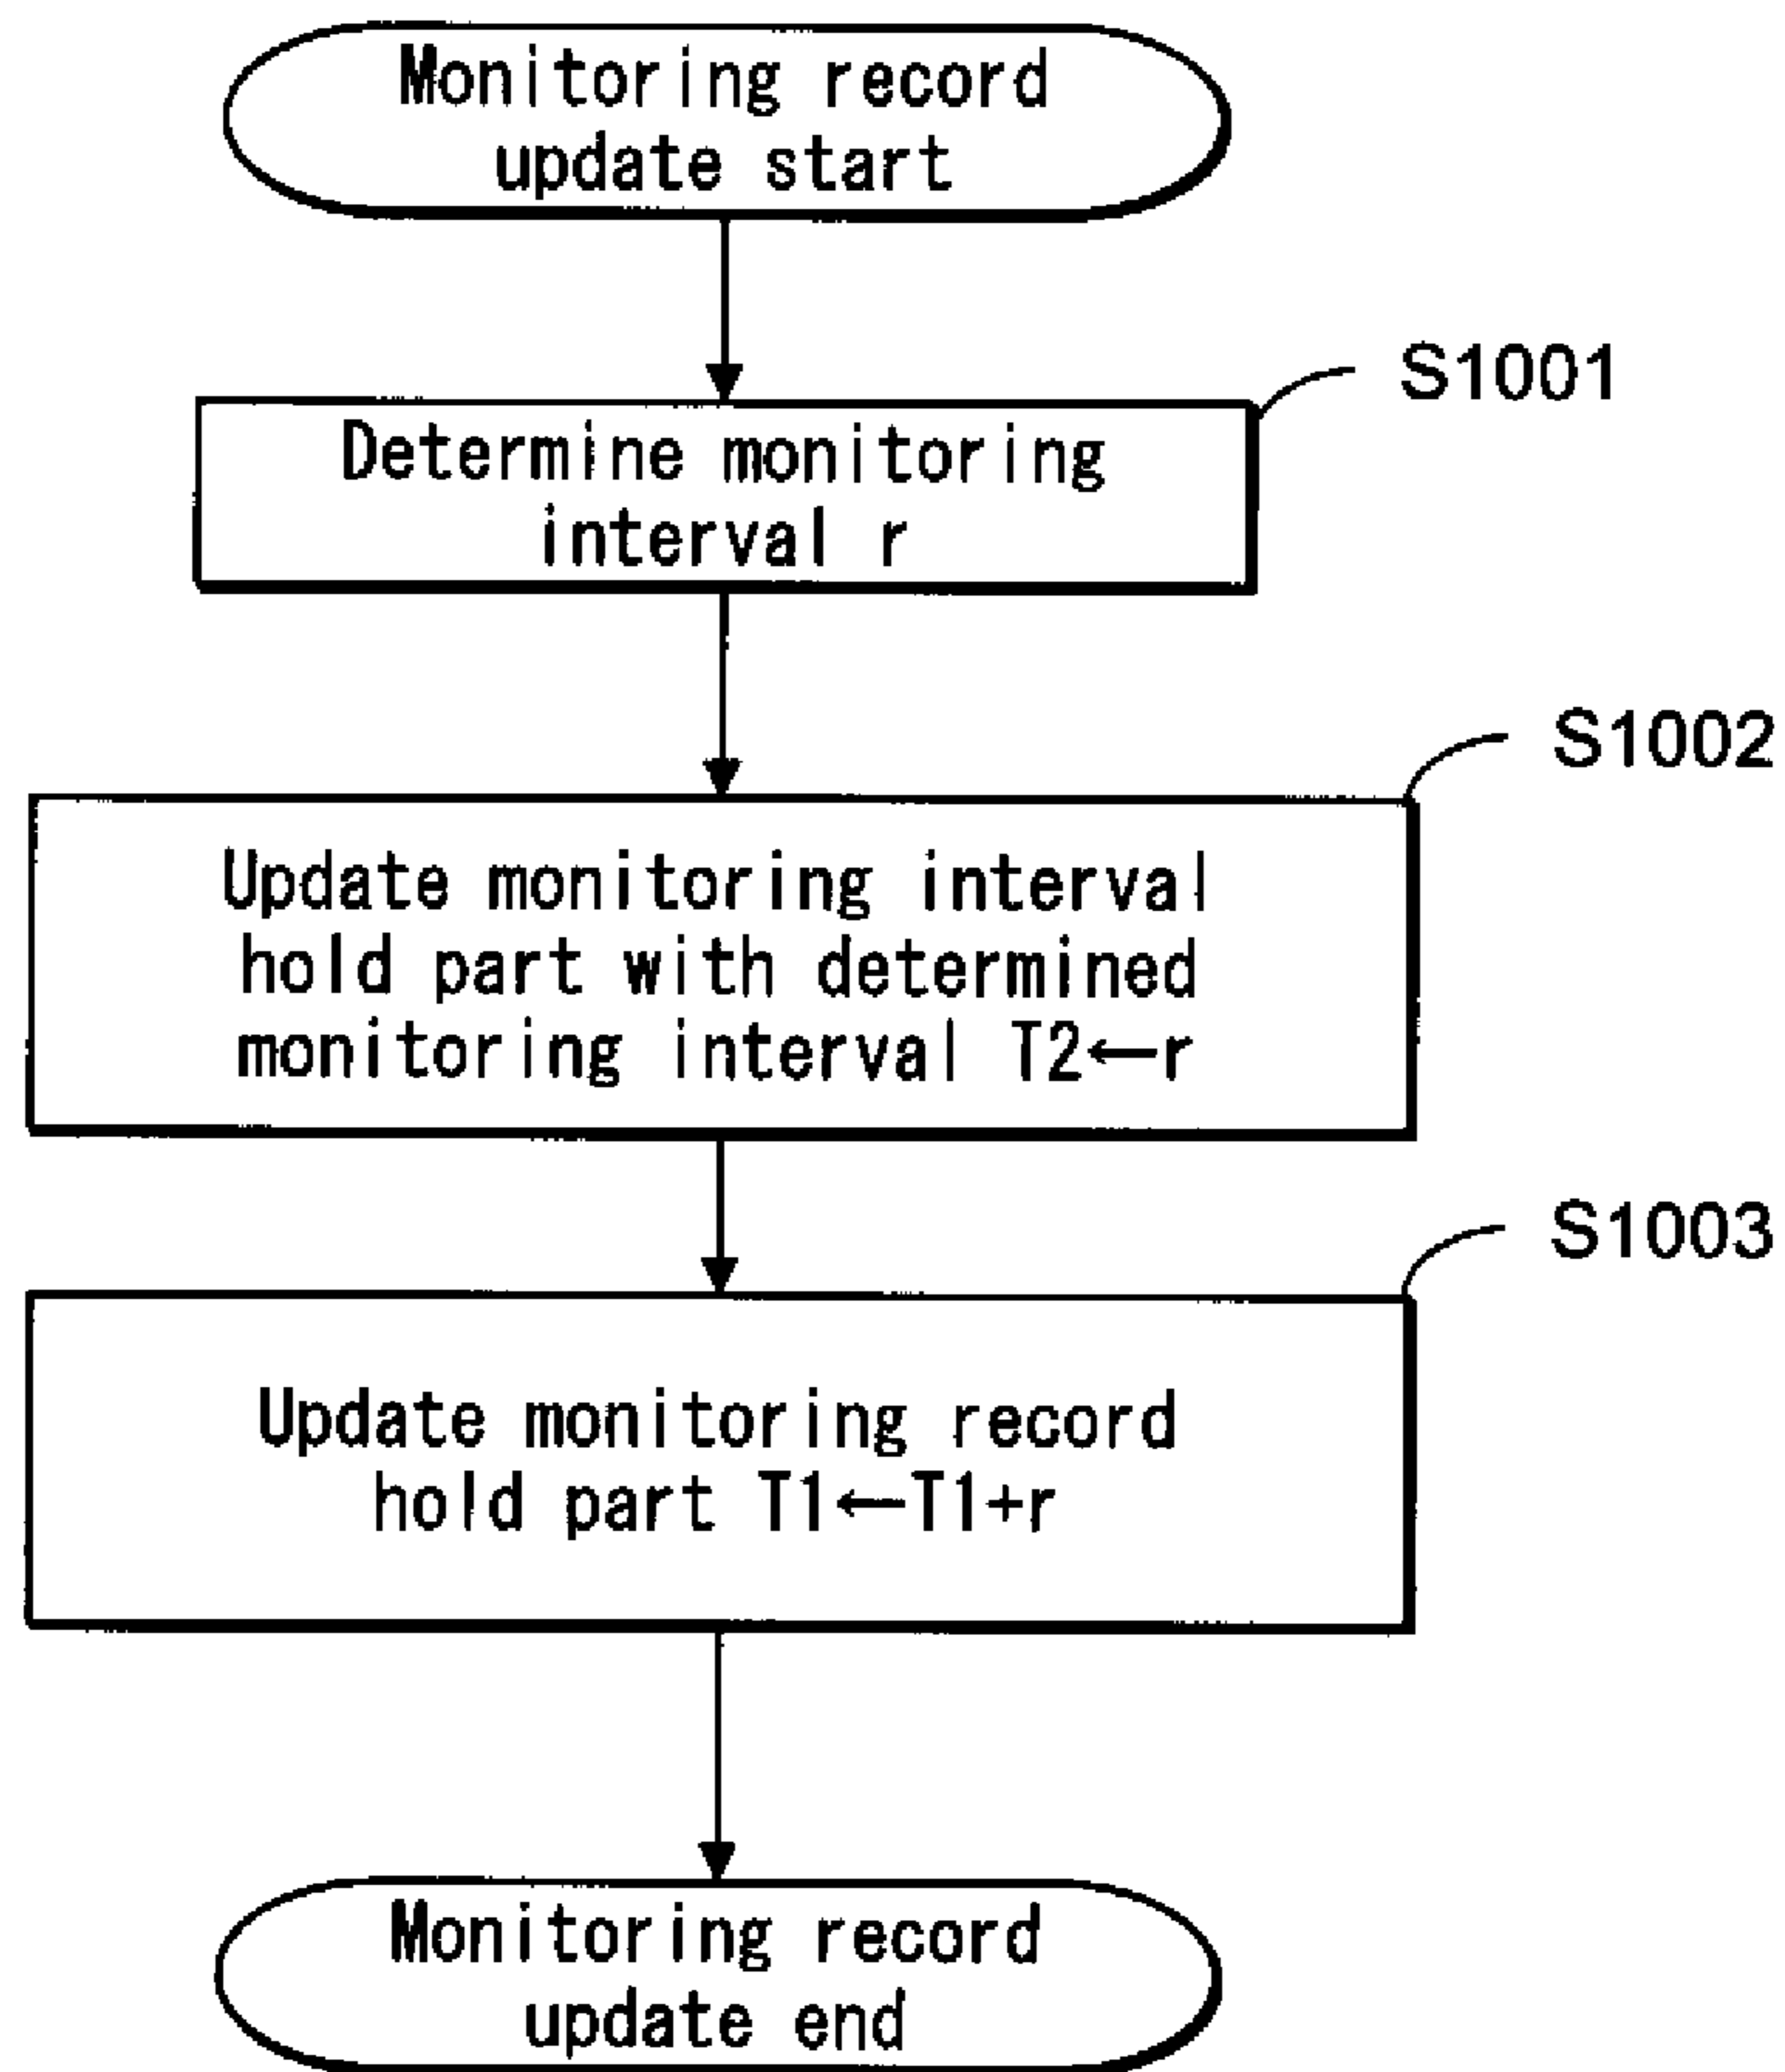 Monitoring record
update start
S1001
Determine monitoring
interval r
S1002
Update monitoring interval
hold part with determined
monitoring interval T2←r
S1003
Update monitoring record
hold part T1←T1+r
Monitoring record
update end